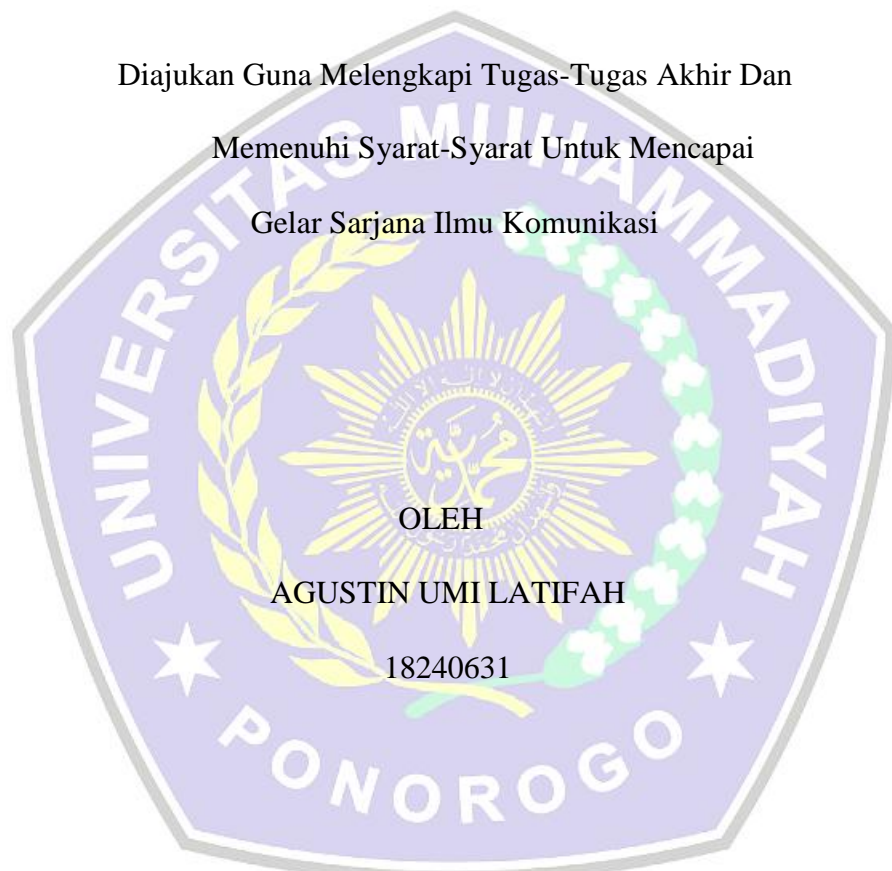 Diajukan Guna Melengkapi Tugas-Tugas Akhir Dan
Memenuhi Syarat-Syarat Untuk Mencapai
Gelar Sarjana Ilmu Komunikasi
UNIVERSITAS MUHAMMADIYAH
محمدية
OLEH
AGUSTIN UMI LATIFAH
18240631
PONOROGO